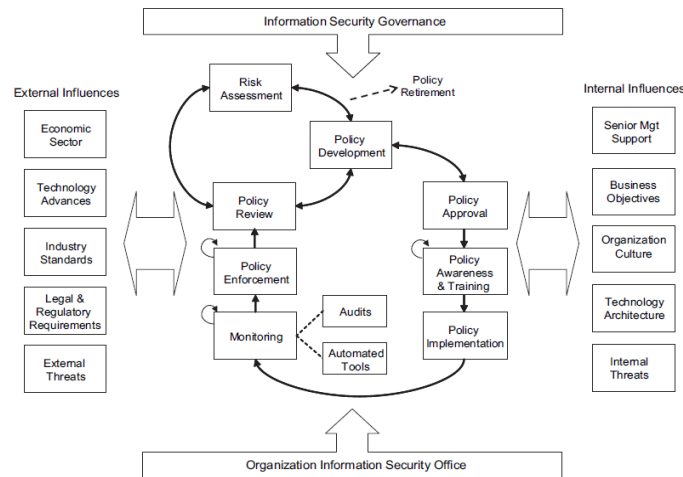 Information Security Governance
External Influences
Economic
Sector
Technology
Advances
Industry
Standards
Legal &
Regulatory
Requirements
External
Threats
Risk
Assessment
Policy
Retirement
Policy
Development
Policy
Review
Policy
Approval
Policy
Enforcement
Policy
Awareness
& Training
Monitoring
Audits
Automated
Tools
Policy
Implementation
Internal Influences
Senior Mgt
Support
Business
Objectives
Organization
Culture
Technology
Architecture
Internal
Threats
Organization Information Security Office